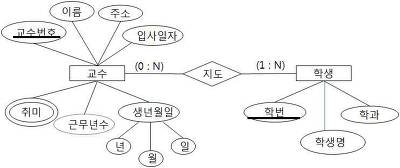 이름
주소
교수번호
입사일자
교수
(0 : N)
지도
(1 : N)
학생
취미
근무년수
생년월일
학번
학과
학생명
년
월
일